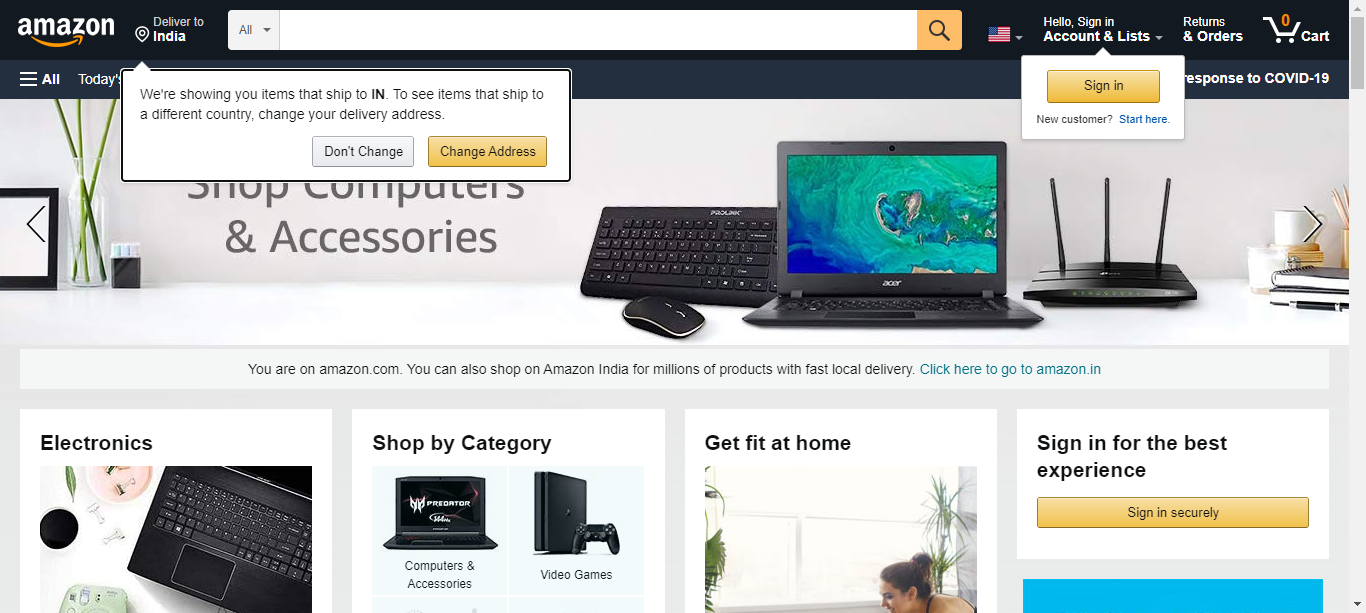 amazon
Deliver to
India
All
Hello, Sign in
Account & Lists
Returns
& Orders
0
Cart
All
Today's
response to COVID-19
We're showing you items that ship to IN. To see items that ship to
a different country, change your delivery address.
Don't Change
Change Address
Sign in
New customer? Start here.
Shop Computers
& Accessories
PROLINK
acer
You are on amazon.com. You can also shop on Amazon India for millions of products with fast local delivery. Click here to go to amazon.in
Electronics
Shop by Category
PREDATOR
Computers &
Accessories
Video Games
Get fit at home
Sign in for the best
experience
Sign in securely